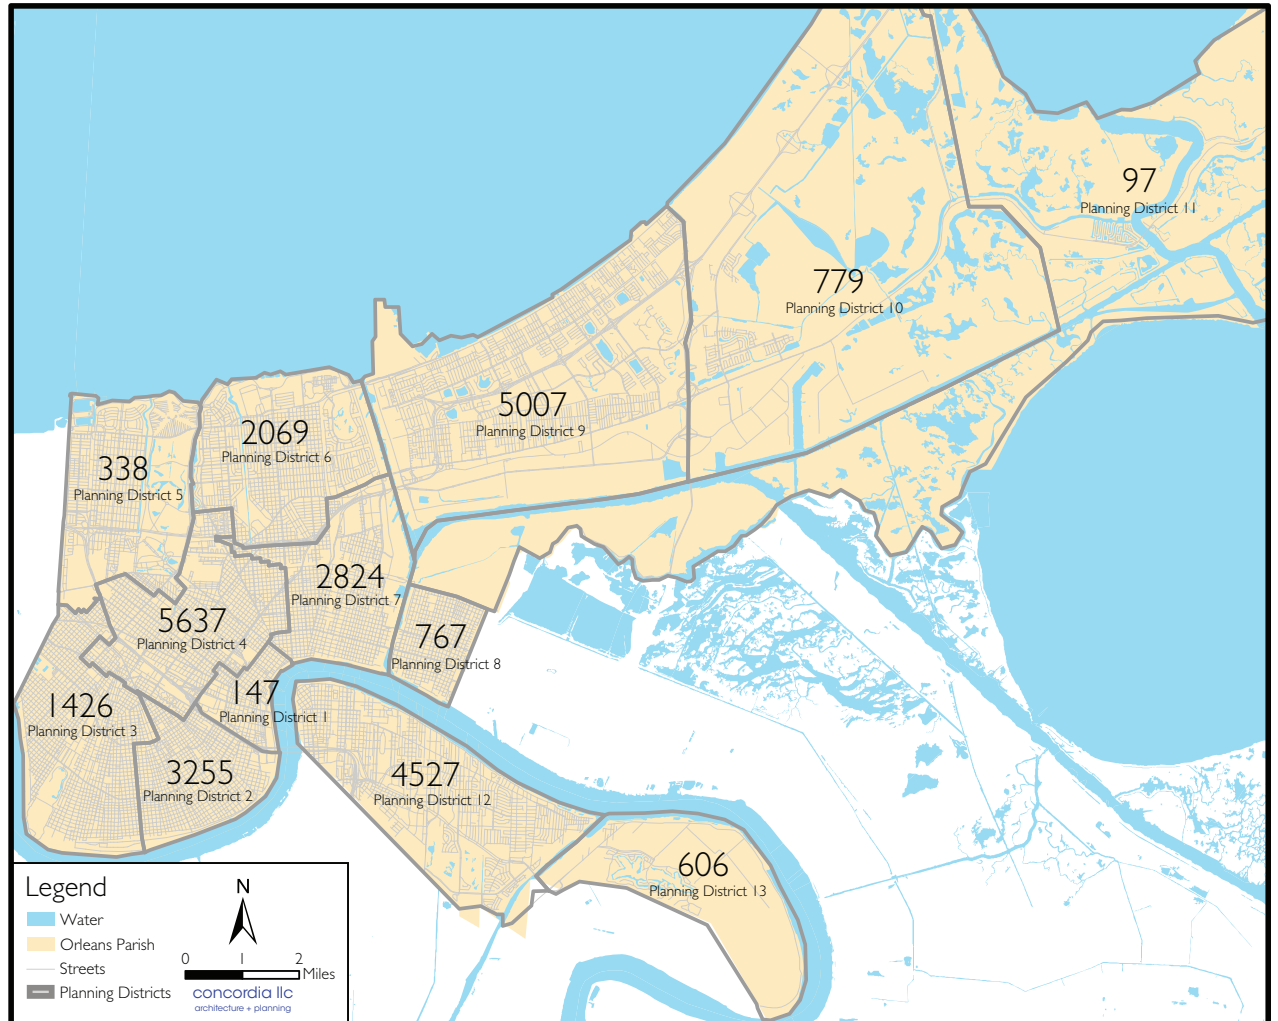 97
Planning District 11
779
Planning District 10
5007
Planning District 9
2069
Planning District 6
338
Planning District 5
2824
Planning District 7
5637
Planning District 4
767
Planning District 8
147
Planning District 1
1426
Planning District 3
3255
Planning District 2
4527
Planning District 12
606
Planning District 13
Legend
Water
Orleans Parish
Streets
Planning Districts
N
0 1 2
Miles
concordia llc
architecture + planning